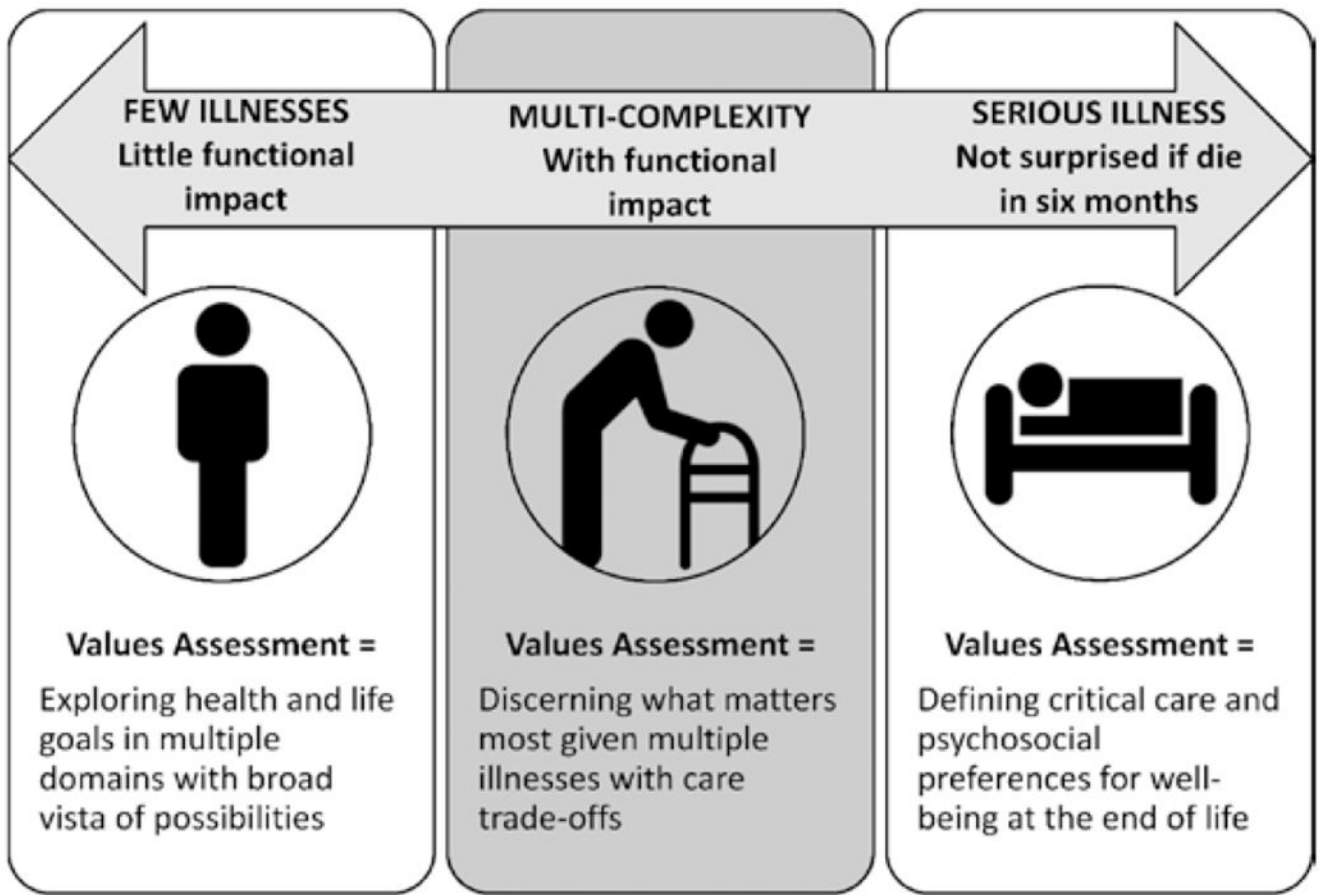 FEW ILLNESSES
Little functional
impact
MULTI-COMPLEXITY
With functional
impact
SERIOUS ILLNESS
Not surprised if die
in six months
Values Assessment =
Exploring health and life
goals in multiple
domains with broad
vista of possibilities
Values Assessment =
Discerning what matters
most given multiple
illnesses with care
trade-offs
Values Assessment =
Defining critical care and
psychosocial
preferences for well-
being at the end of life